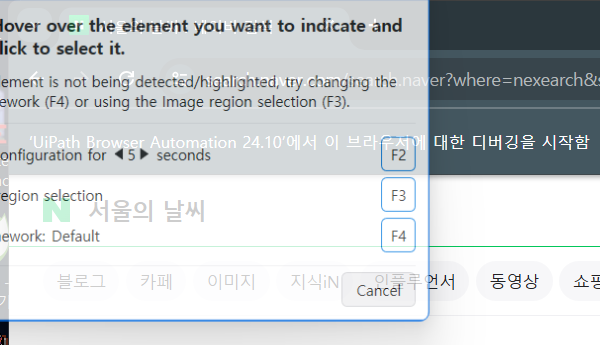 Hover over the element you want to indicate and
click to select it.
element is not being detected/highlighted, try changing the
framework (F4) or using the Image region selection (F3).
.naver?where=nexearch&s
'UiPath Browser Automation 24.10'에서 이 브라우저에 대한 디버깅을 시작함
configuration for 5 seconds
F2
region selection
F3
N 서울의 날씨
framework: Default
F4
블로그 카페 이미지 지식iN 인플루언서 동영상 쇼핑
Cancel